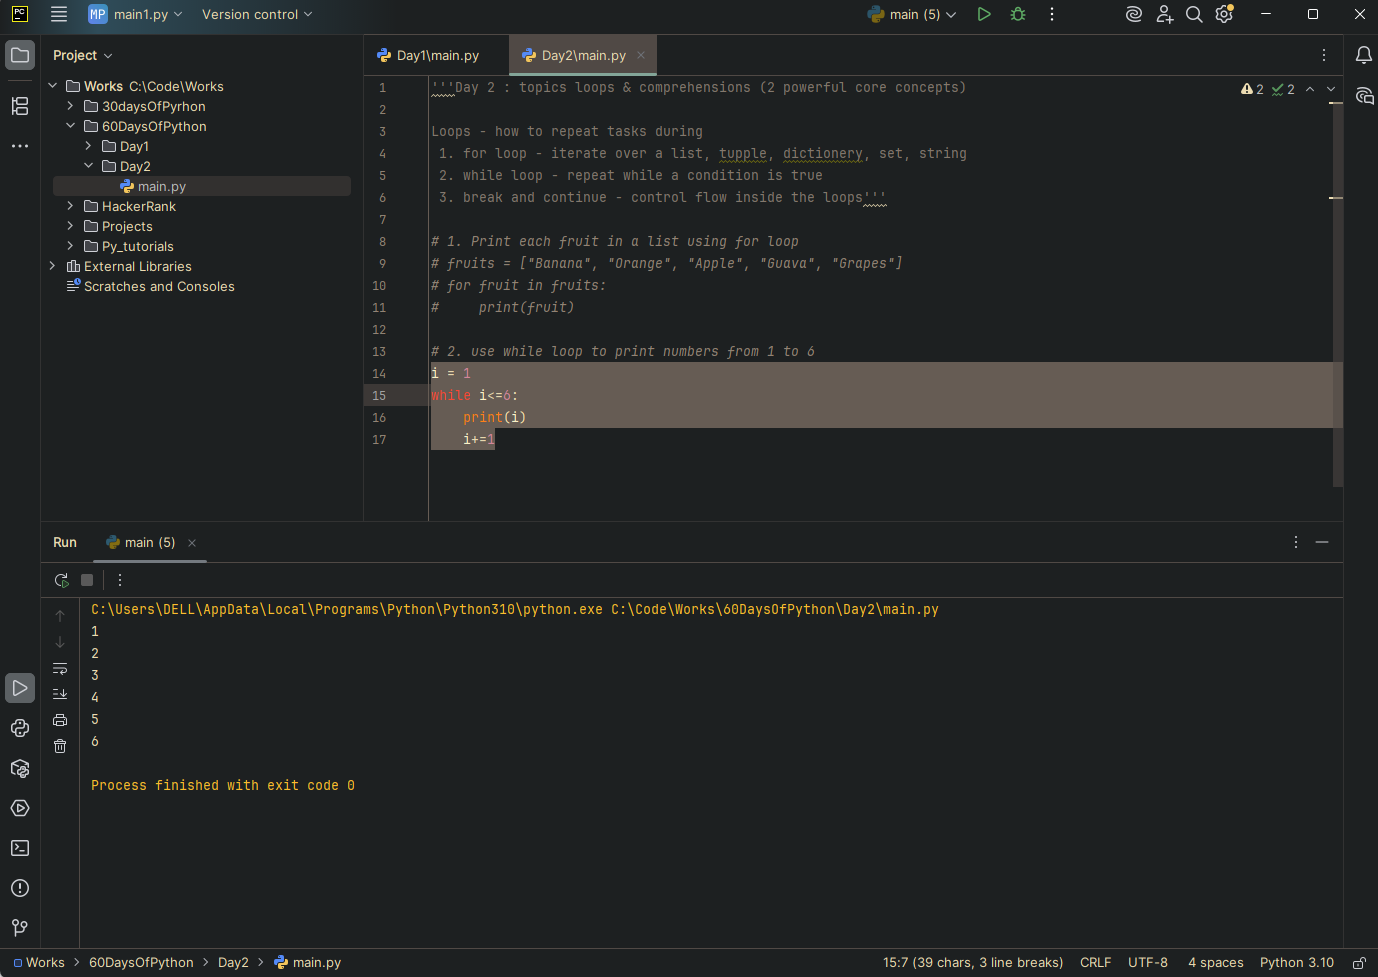 PC
MP main1.py Version control main (5)
Project
Works C:\Code\Works
30daysOfPyrhon
60DaysOfPython
Day1
Day2
main.py
HackerRank
Projects
Py_tutorials
External Libraries
Scratches and Consoles
Day1\main.py Day2\main.py
2 2
1 '''Day 2 : topics loops & comprehensions (2 powerful core concepts)
2
3 Loops - how to repeat tasks during
4 1. for loop - iterate over a list, tupple, dictionery, set, string
5 2. while loop - repeat while a condition is true
6 3. break and continue - control flow inside the loops'''
7
8 # 1. Print each fruit in a list using for loop
9 # fruits = ["Banana", "Orange", "Apple", "Guava", "Grapes"]
10 # for fruit in fruits:
11 #     print(fruit)
12
13 # 2. use while loop to print numbers from 1 to 6
14 i = 1
15 while i<=6:
16     print(i)
17     i+=1
Run main (5)
C:\Users\DELL\AppData\Local\Programs\Python\Python310\python.exe C:\Code\Works\60DaysOfPython\Day2\main.py
1
2
3
4
5
6
Process finished with exit code 0
Works > 60DaysOfPython > Day2 > main.py 15:7 (39 chars, 3 line breaks) CRLF UTF-8 4 spaces Python 3.10